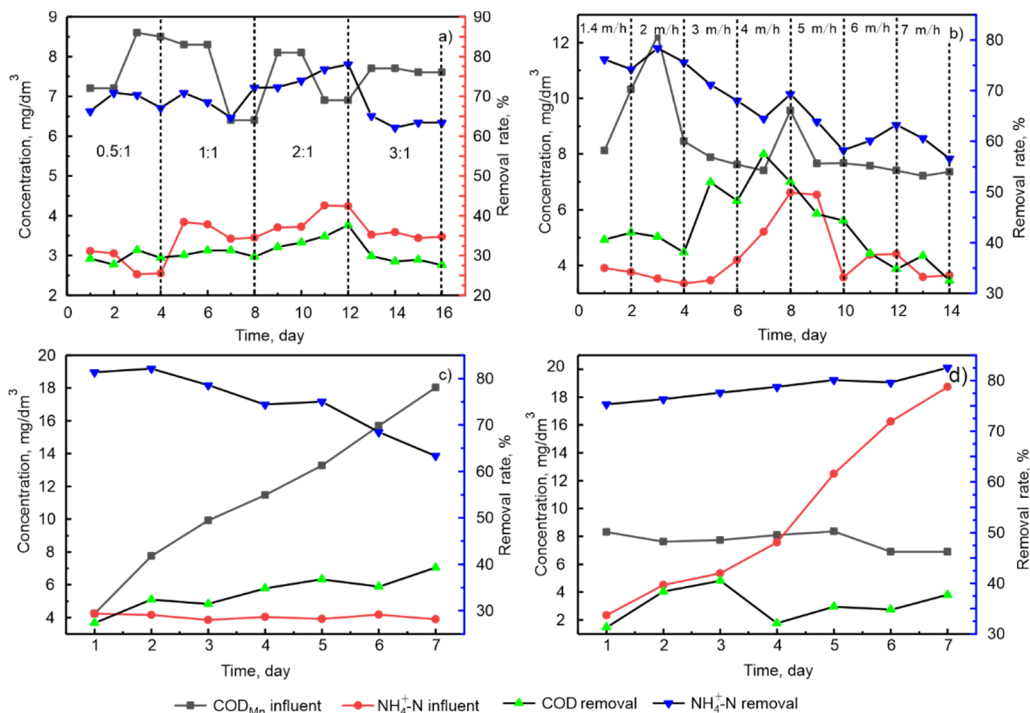 a)
Concentration, mg/dm³
9
8
7
6
5
4
3
2
90
80
70
60
50
40
30
20
Removal rate, %
0.5:1 1:1 2:1 3:1
0 2 4 6 8 10 12 14 16
Time, day
b)
1.4 m/h 2 m/h 3 m/h 4 m/h 5 m/h 6 m/h 7 m/h
Concentration, mg/dm³
12
10
8
6
4
80
70
60
50
40
30
Removal rate, %
0 2 4 6 8 10 12 14
Time, day
c)
Concentration, mg/dm³
20
18
16
14
12
10
8
6
4
80
70
60
50
40
30
Removal rate, %
1 2 3 4 5 6 7
Time, day
d)
Concentration, mg/dm³
20
18
16
14
12
10
8
6
4
2
80
70
60
50
40
30
Removal rate, %
1 2 3 4 5 6 7
Time, day
COD_Mn influent NH₄⁺-N influent COD removal NH₄⁺-N removal